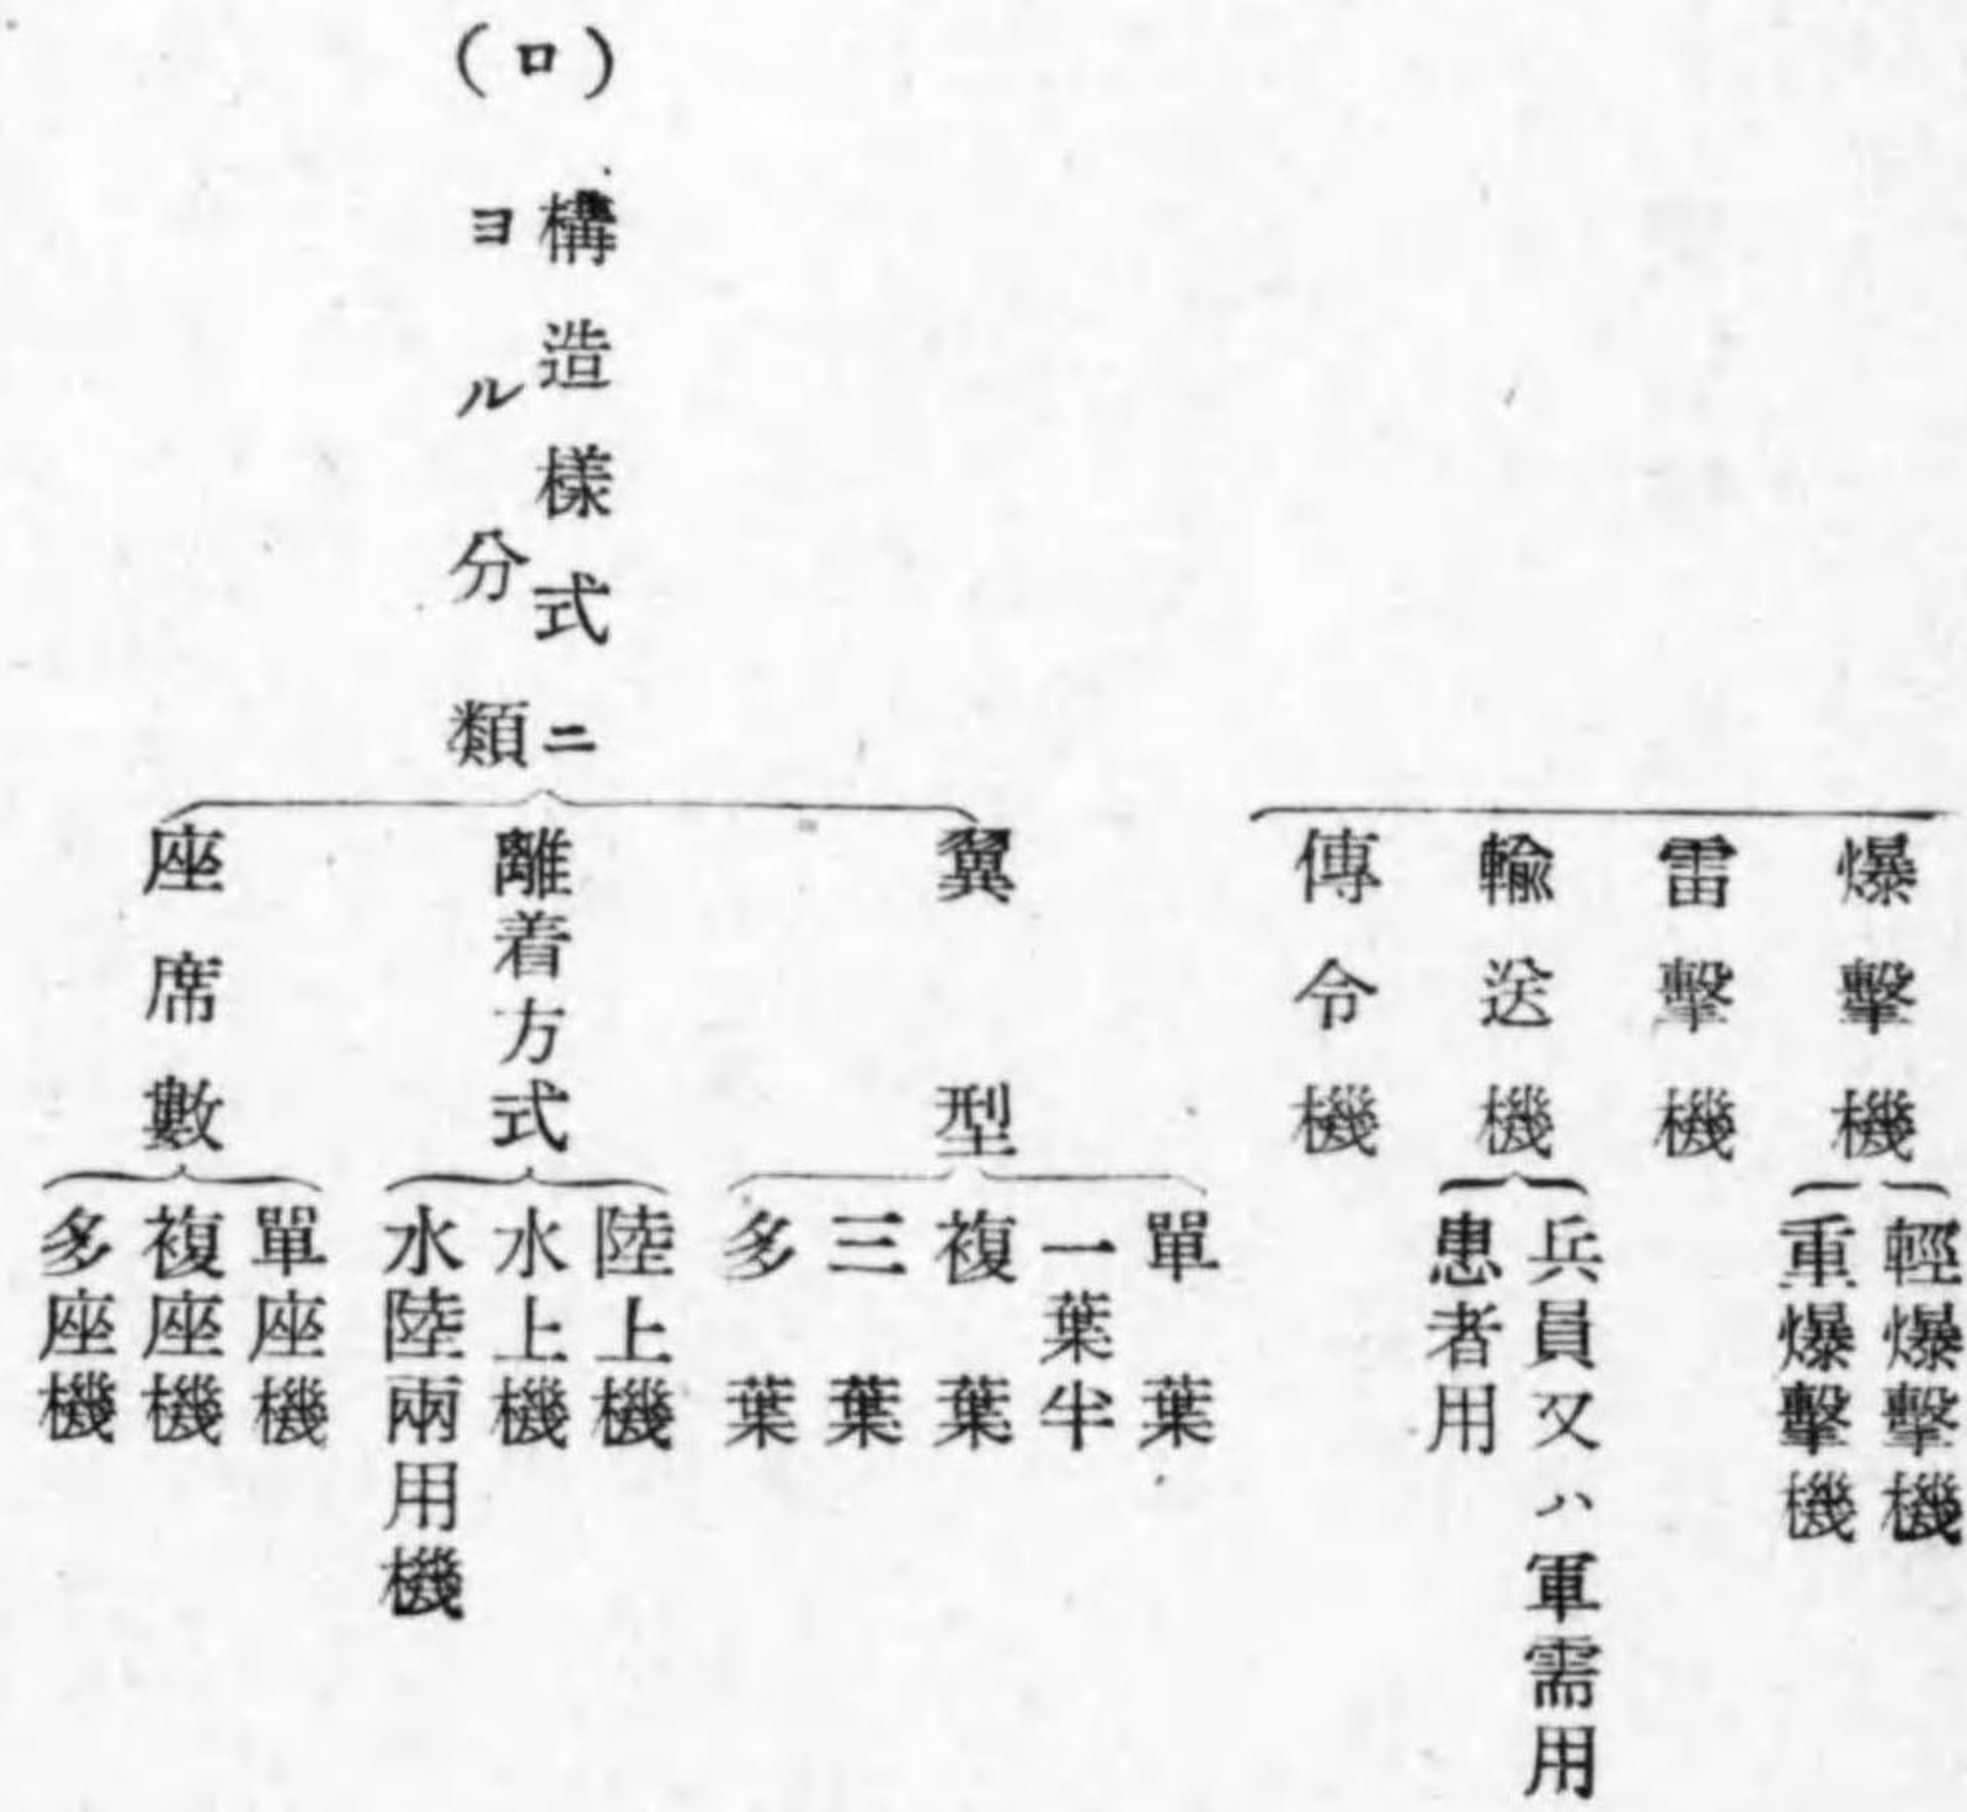 爆擊機
輕爆擊機
重爆擊機
雷擊機
輸送機
兵員又ハ軍需用
患者用
傳令機
(ロ)
構造樣式ニ
ヨル分類
翼型
單葉
一葉半
複葉
三葉
多葉
離着方式
陸上機
水上機
水陸兩用機
座席數
單座機
複座機
多座機